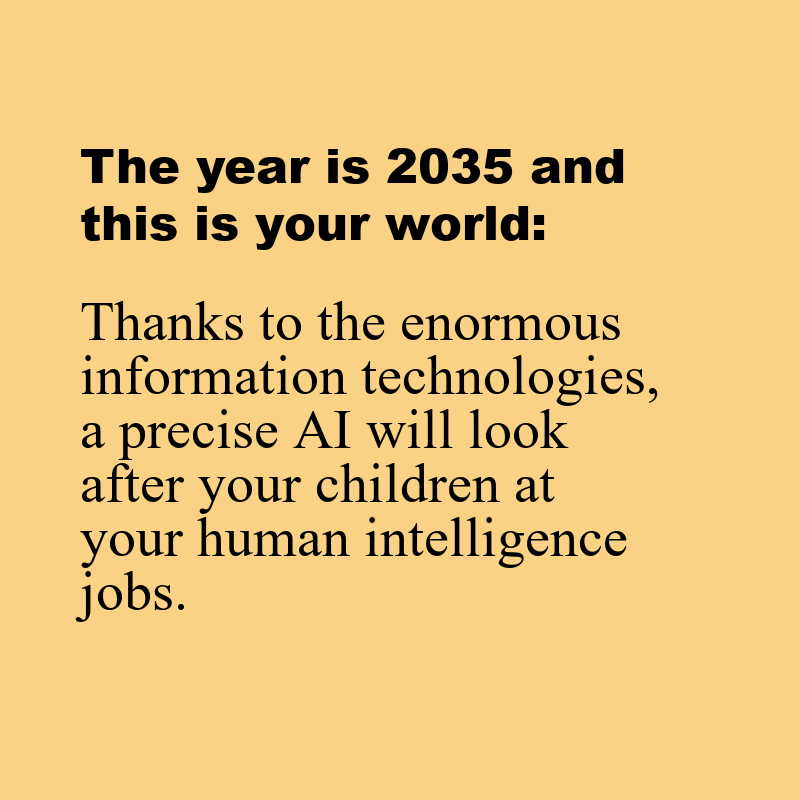 The year is 2035 and
this is your world:
Thanks to the enormous
information technologies,
a precise AI will look
after your children at
your human intelligence
jobs.